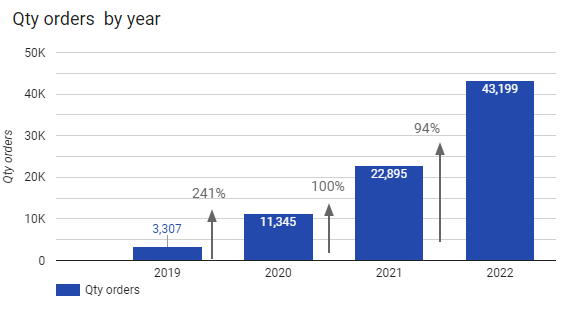 Qty orders by year
50K
40K
30K
20K
10K
0
Qty orders
3,307
241%
11,345
100%
22,895
94%
43,199
2019 2020 2021 2022
Qty orders